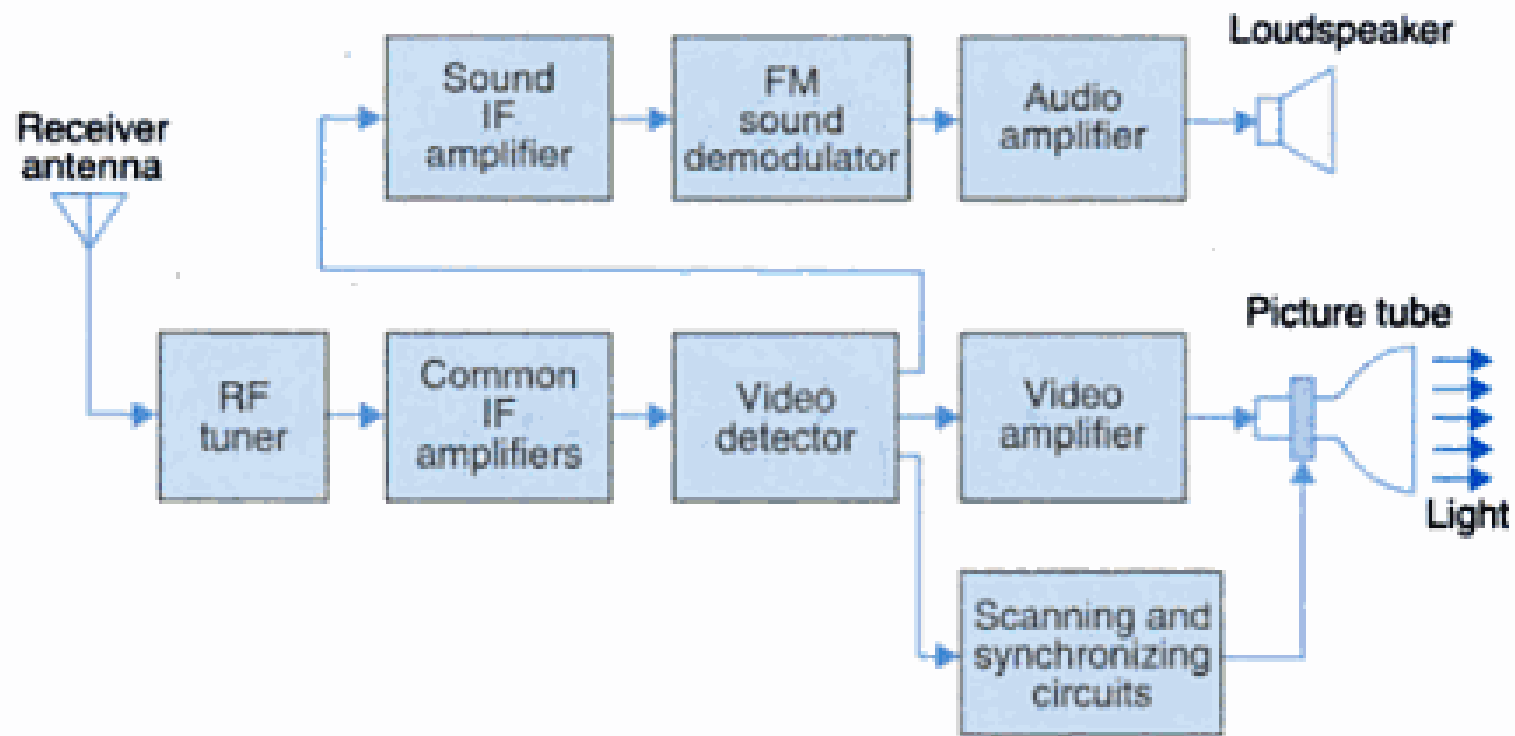 Receiver
antenna
Sound
IF
amplifier
FM
sound
demodulator
Audio
amplifier
Loudspeaker
RF
tuner
Common
IF
amplifiers
Video
detector
Video
amplifier
Picture tube
Light
Scanning and
synchronizing
circuits